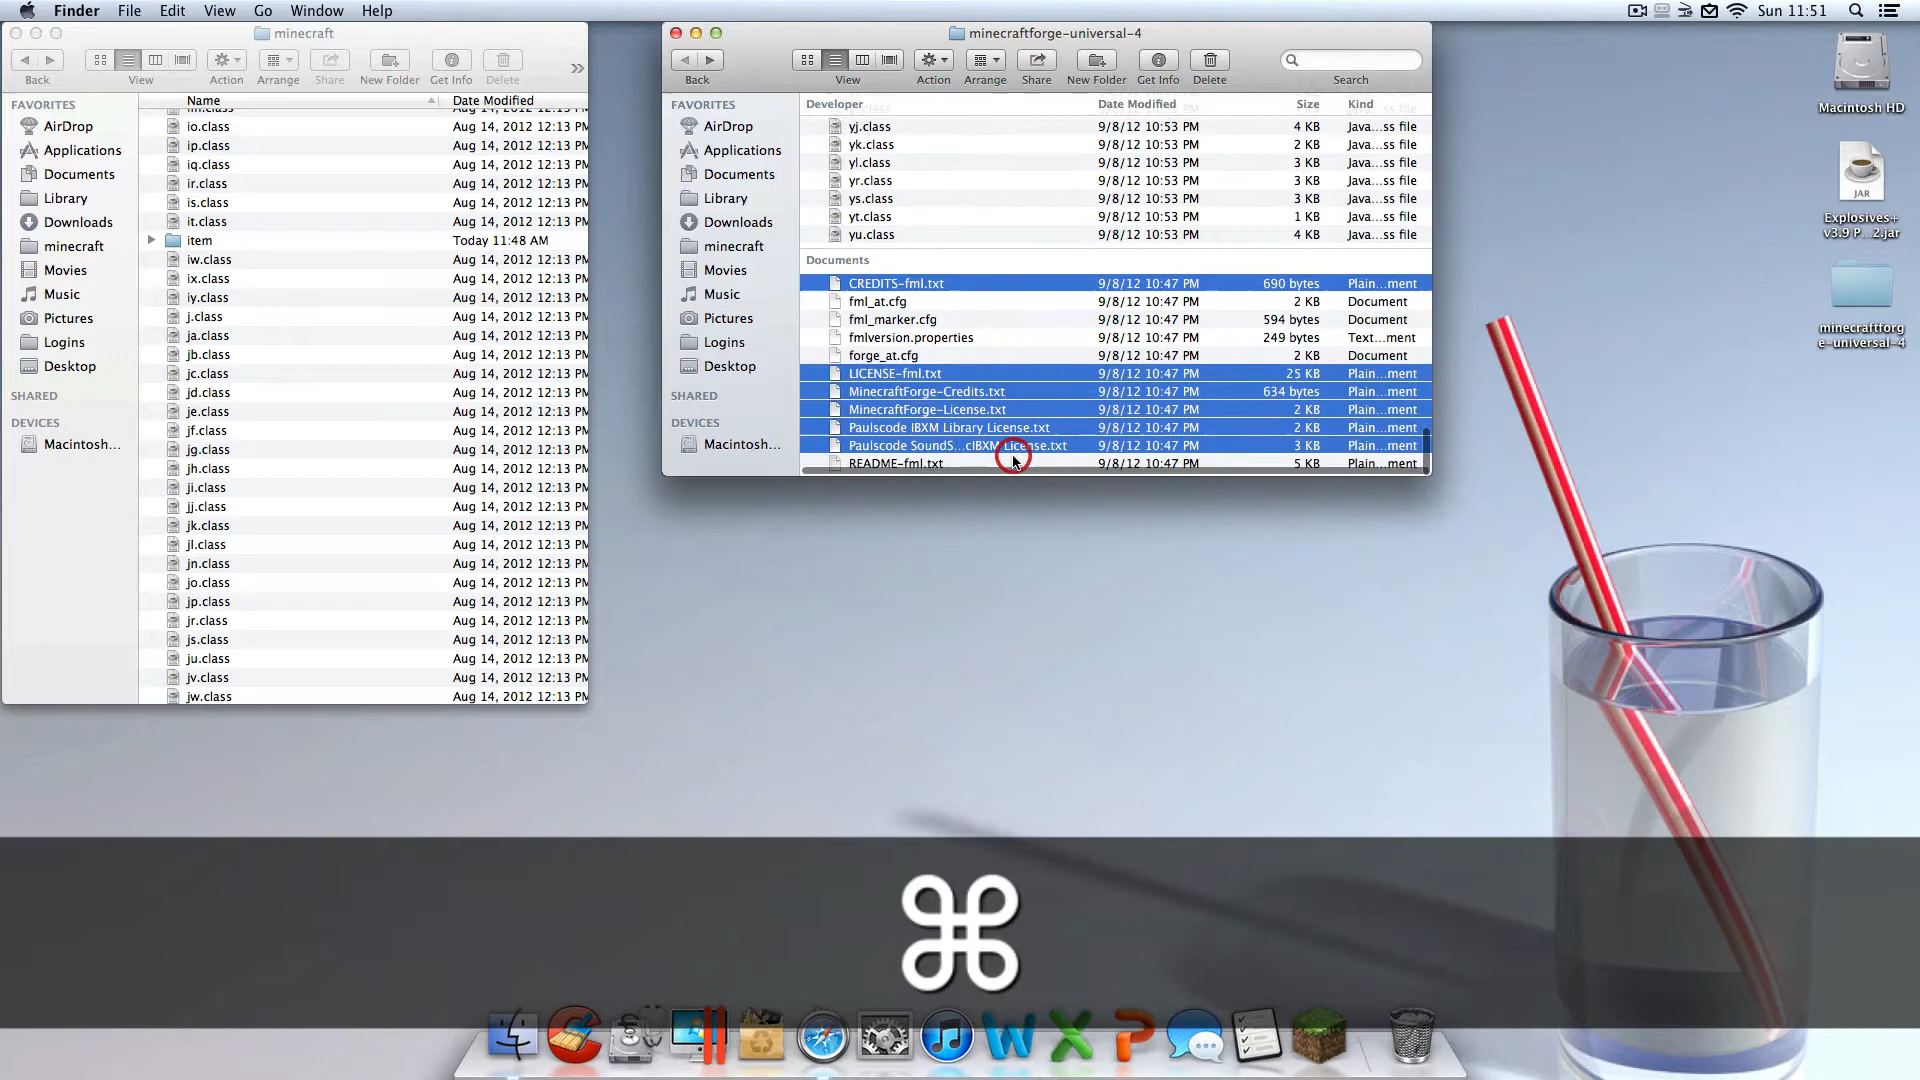 Finder File Edit View Go Window Help
Sun 11:51
minecraft
Back View Action Arrange Share New Folder Get Info Delete
FAVORITES
AirDrop
Applications
Documents
Library
Downloads
minecraft
Movies
Music
Pictures
Logins
Desktop
SHARED
DEVICES
Macintosh...
Name Date Modified
io.class Aug 14, 2012 12:13 PM
ip.class Aug 14, 2012 12:13 PM
iq.class Aug 14, 2012 12:13 PM
ir.class Aug 14, 2012 12:13 PM
is.class Aug 14, 2012 12:13 PM
it.class Aug 14, 2012 12:13 PM
item Today 11:48 AM
iw.class Aug 14, 2012 12:13 PM
ix.class Aug 14, 2012 12:13 PM
iy.class Aug 14, 2012 12:13 PM
j.class Aug 14, 2012 12:13 PM
ja.class Aug 14, 2012 12:13 PM
jb.class Aug 14, 2012 12:13 PM
jc.class Aug 14, 2012 12:13 PM
jd.class Aug 14, 2012 12:13 PM
je.class Aug 14, 2012 12:13 PM
jf.class Aug 14, 2012 12:13 PM
jg.class Aug 14, 2012 12:13 PM
jh.class Aug 14, 2012 12:13 PM
ji.class Aug 14, 2012 12:13 PM
jj.class Aug 14, 2012 12:13 PM
jk.class Aug 14, 2012 12:13 PM
jl.class Aug 14, 2012 12:13 PM
jn.class Aug 14, 2012 12:13 PM
jo.class Aug 14, 2012 12:13 PM
jp.class Aug 14, 2012 12:13 PM
jr.class Aug 14, 2012 12:13 PM
js.class Aug 14, 2012 12:13 PM
ju.class Aug 14, 2012 12:13 PM
jv.class Aug 14, 2012 12:13 PM
jw.class Aug 14, 2012 12:13 PM
minecraftforge-universal-4
Back View Action Arrange Share New Folder Get Info Delete Search
FAVORITES
AirDrop
Applications
Documents
Library
Downloads
minecraft
Movies
Music
Pictures
Logins
Desktop
SHARED
DEVICES
Macintosh...
Developer Date Modified Size Kind
yj.class 9/8/12 10:53 PM 4 KB Java...ss file
yk.class 9/8/12 10:53 PM 2 KB Java...ss file
yl.class 9/8/12 10:53 PM 3 KB Java...ss file
yr.class 9/8/12 10:53 PM 3 KB Java...ss file
ys.class 9/8/12 10:53 PM 3 KB Java...ss file
yt.class 9/8/12 10:53 PM 1 KB Java...ss file
yu.class 9/8/12 10:53 PM 4 KB Java...ss file
Documents
CREDITS-fml.txt 9/8/12 10:47 PM 690 bytes Plain...ment
fml_at.cfg 9/8/12 10:47 PM 2 KB Document
fml_marker.cfg 9/8/12 10:47 PM 594 bytes Document
fmlversion.properties 9/8/12 10:47 PM 249 bytes Text...ment
forge_at.cfg 9/8/12 10:47 PM 2 KB Document
LICENSE-fml.txt 9/8/12 10:47 PM 25 KB Plain...ment
MinecraftForge-Credits.txt 9/8/12 10:47 PM 634 bytes Plain...ment
MinecraftForge-License.txt 9/8/12 10:47 PM 2 KB Plain...ment
Paulscode IBXM Library License.txt 9/8/12 10:47 PM 2 KB Plain...ment
Paulscode SoundS...cIBXM License.txt 9/8/12 10:47 PM 3 KB Plain...ment
README-fml.txt 9/8/12 10:47 PM 5 KB Plain...ment
Macintosh HD
JAR
Explosives+
v3.9 P...2.jar
minecraftforg
e-universal-4